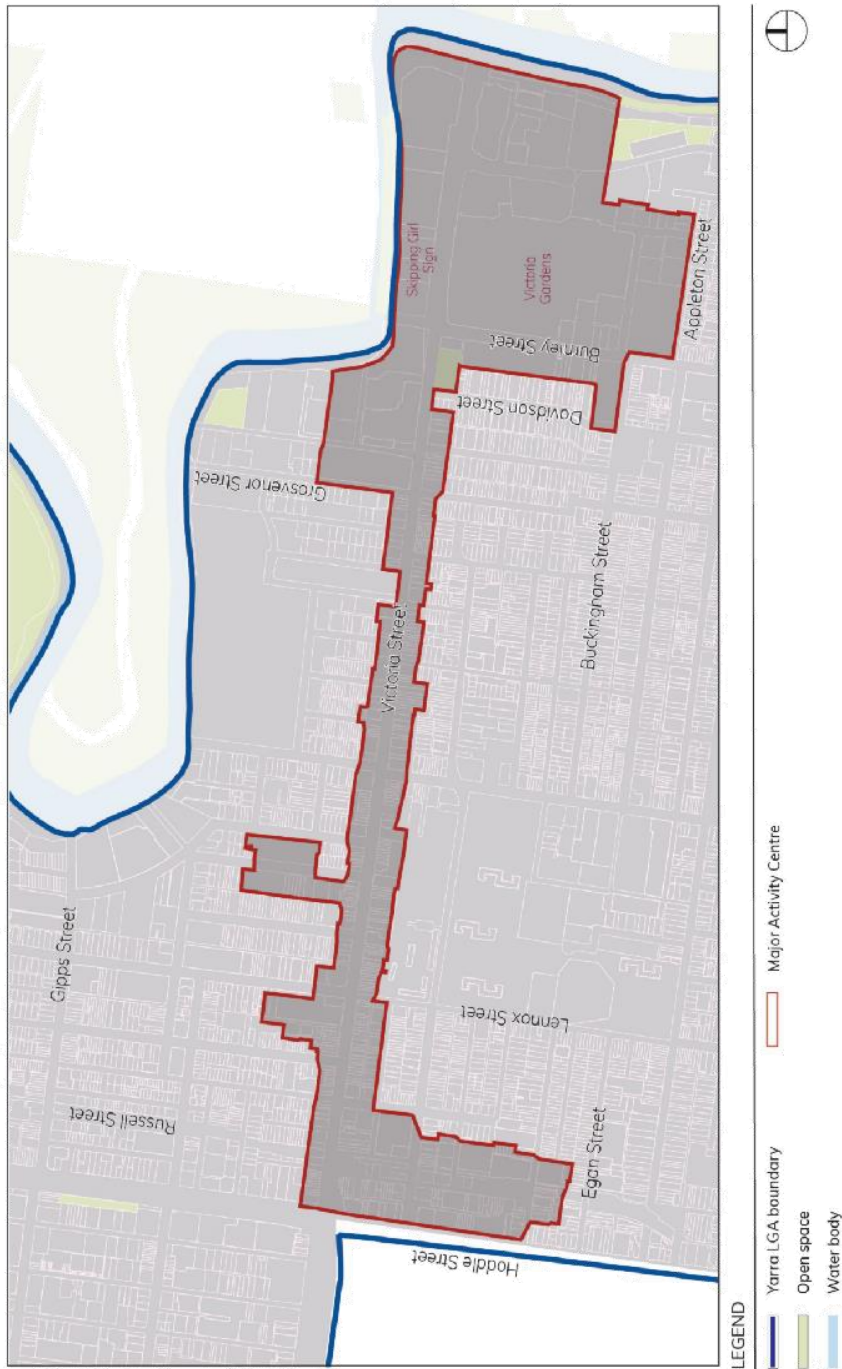 Gipps Street
Russell Street
Hoddle Street
Egan Street
Lennox Street
Victoria Street
Buckingham Street
Grosvenor Street
Davidson Street
Burnley Street
Appleton Street
Skipping Girl
Sign
Victoria
Gardens
LEGEND
Yarra LGA boundary
Open space
Water body
Major Activity Centre